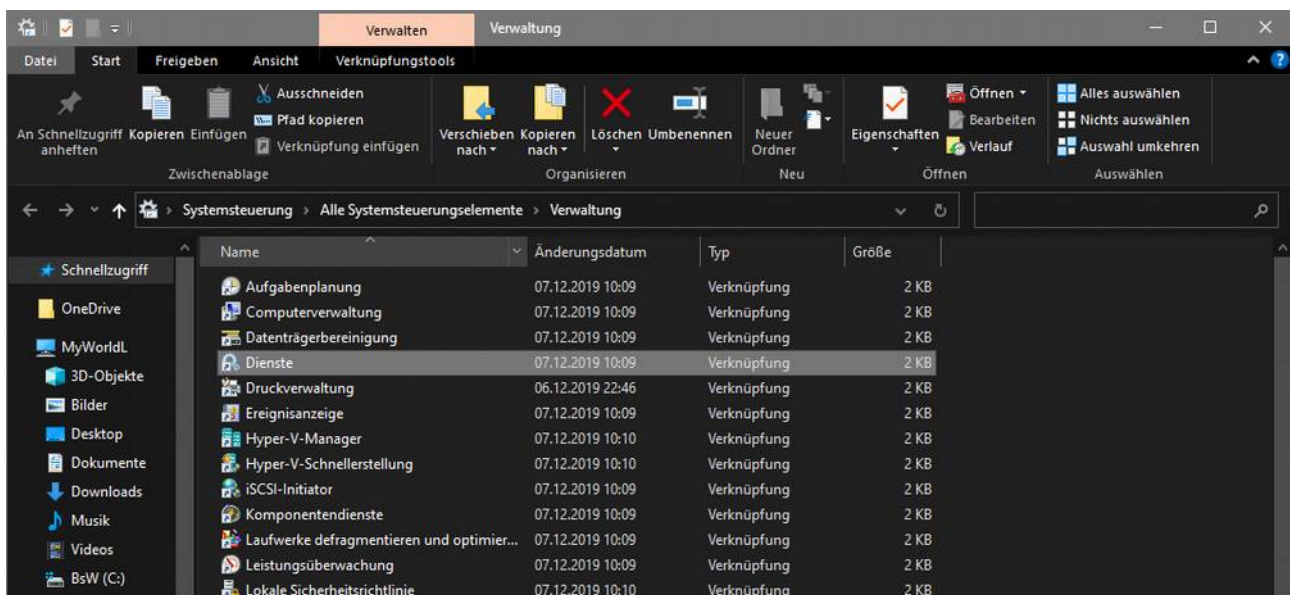 Verwalten Verwaltung
Datei Start Freigeben Ansicht Verknüpfungstools
An Schnellzugriff anheften
Kopieren
Einfügen
Ausschneiden
Pfad kopieren
Verknüpfung einfügen
Verschieben nach
Kopieren nach
Löschen
Umbenennen
Neuer Ordner
Eigenschaften
Öffnen
Bearbeiten
Verlauf
Alles auswählen
Nichts auswählen
Auswahl umkehren
Zwischenablage Organisieren Neu Öffnen Auswählen
Systemsteuerung > Alle Systemsteuerungselemente > Verwaltung
Schnellzugriff
OneDrive
MyWorldL
3D-Objekte
Bilder
Desktop
Dokumente
Downloads
Musik
Videos
BsW (C:)
Name Änderungsdatum Typ Größe
Aufgabenplanung 07.12.2019 10:09 Verknüpfung 2 KB
Computerverwaltung 07.12.2019 10:09 Verknüpfung 2 KB
Datenträgerbereinigung 07.12.2019 10:09 Verknüpfung 2 KB
Dienste 07.12.2019 10:09 Verknüpfung 2 KB
Druckverwaltung 06.12.2019 22:46 Verknüpfung 2 KB
Ereignisanzeige 07.12.2019 10:09 Verknüpfung 2 KB
Hyper-V-Manager 07.12.2019 10:10 Verknüpfung 2 KB
Hyper-V-Schnellerstellung 07.12.2019 10:10 Verknüpfung 2 KB
iSCSI-Initiator 07.12.2019 10:09 Verknüpfung 2 KB
Komponentendienste 07.12.2019 10:09 Verknüpfung 2 KB
Laufwerke defragmentieren und optimier... 07.12.2019 10:09 Verknüpfung 2 KB
Leistungsüberwachung 07.12.2019 10:09 Verknüpfung 2 KB
Lokale Sicherheitsrichtlinie 07.12.2019 10:10 Verknüpfung 2 KB